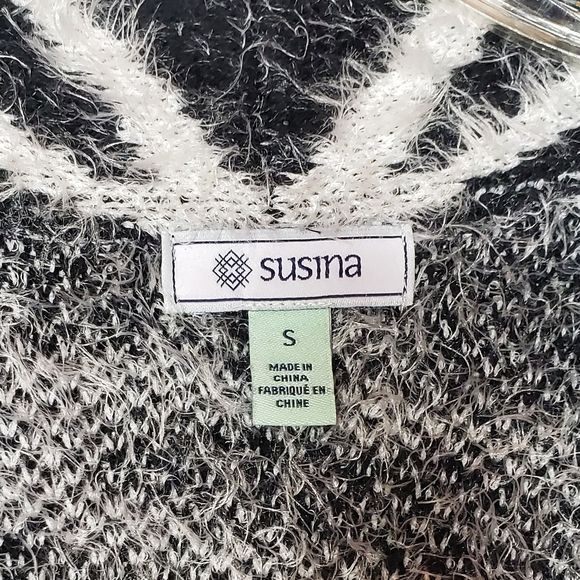 susina
S
MADE IN
CHINA
FABRIQUÉ EN
CHINE